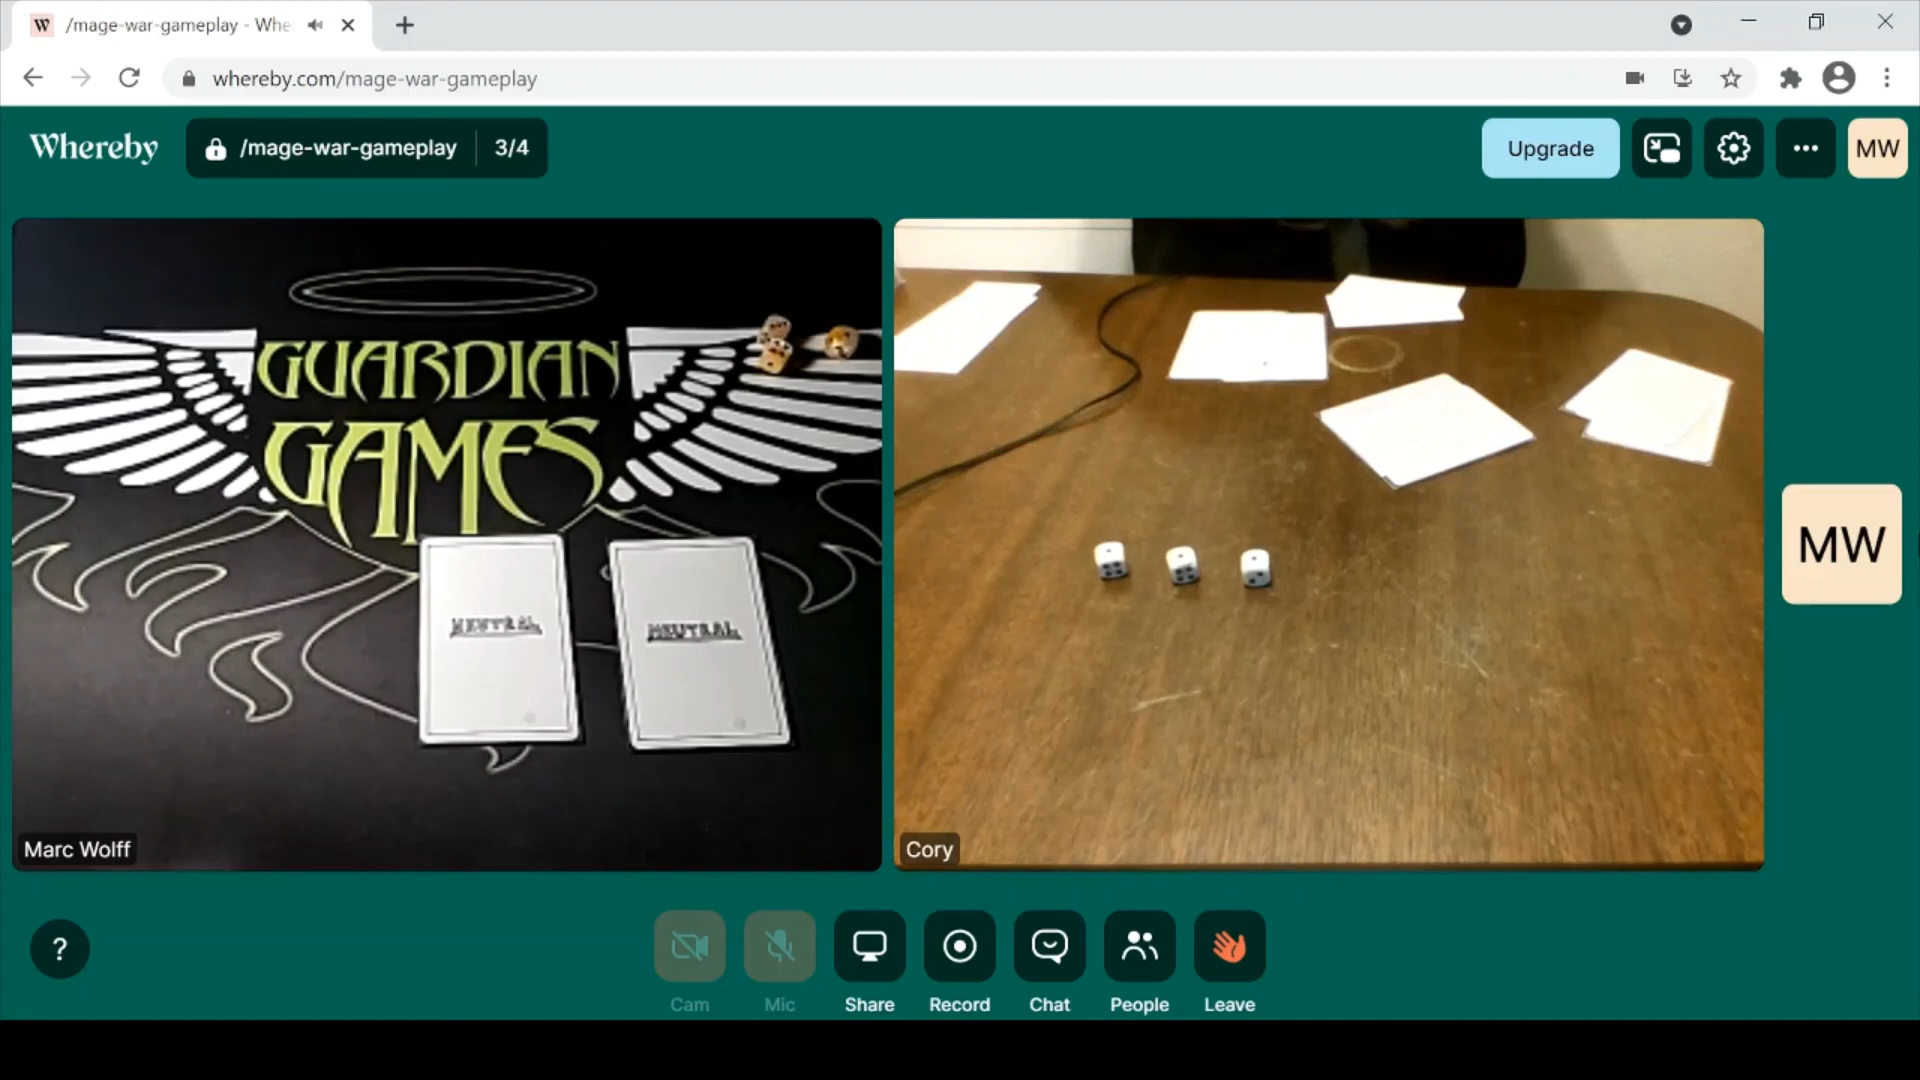 W /mage-war-gameplay - Whe
whereby.com/mage-war-gameplay
Whereby
/mage-war-gameplay 3/4
Upgrade
MW
GUARDIAN
GAMES
NEUTRAL
NEUTRAL
MW
Marc Wolff
Cory
?
Cam
Mic
Share
Record
Chat
People
Leave